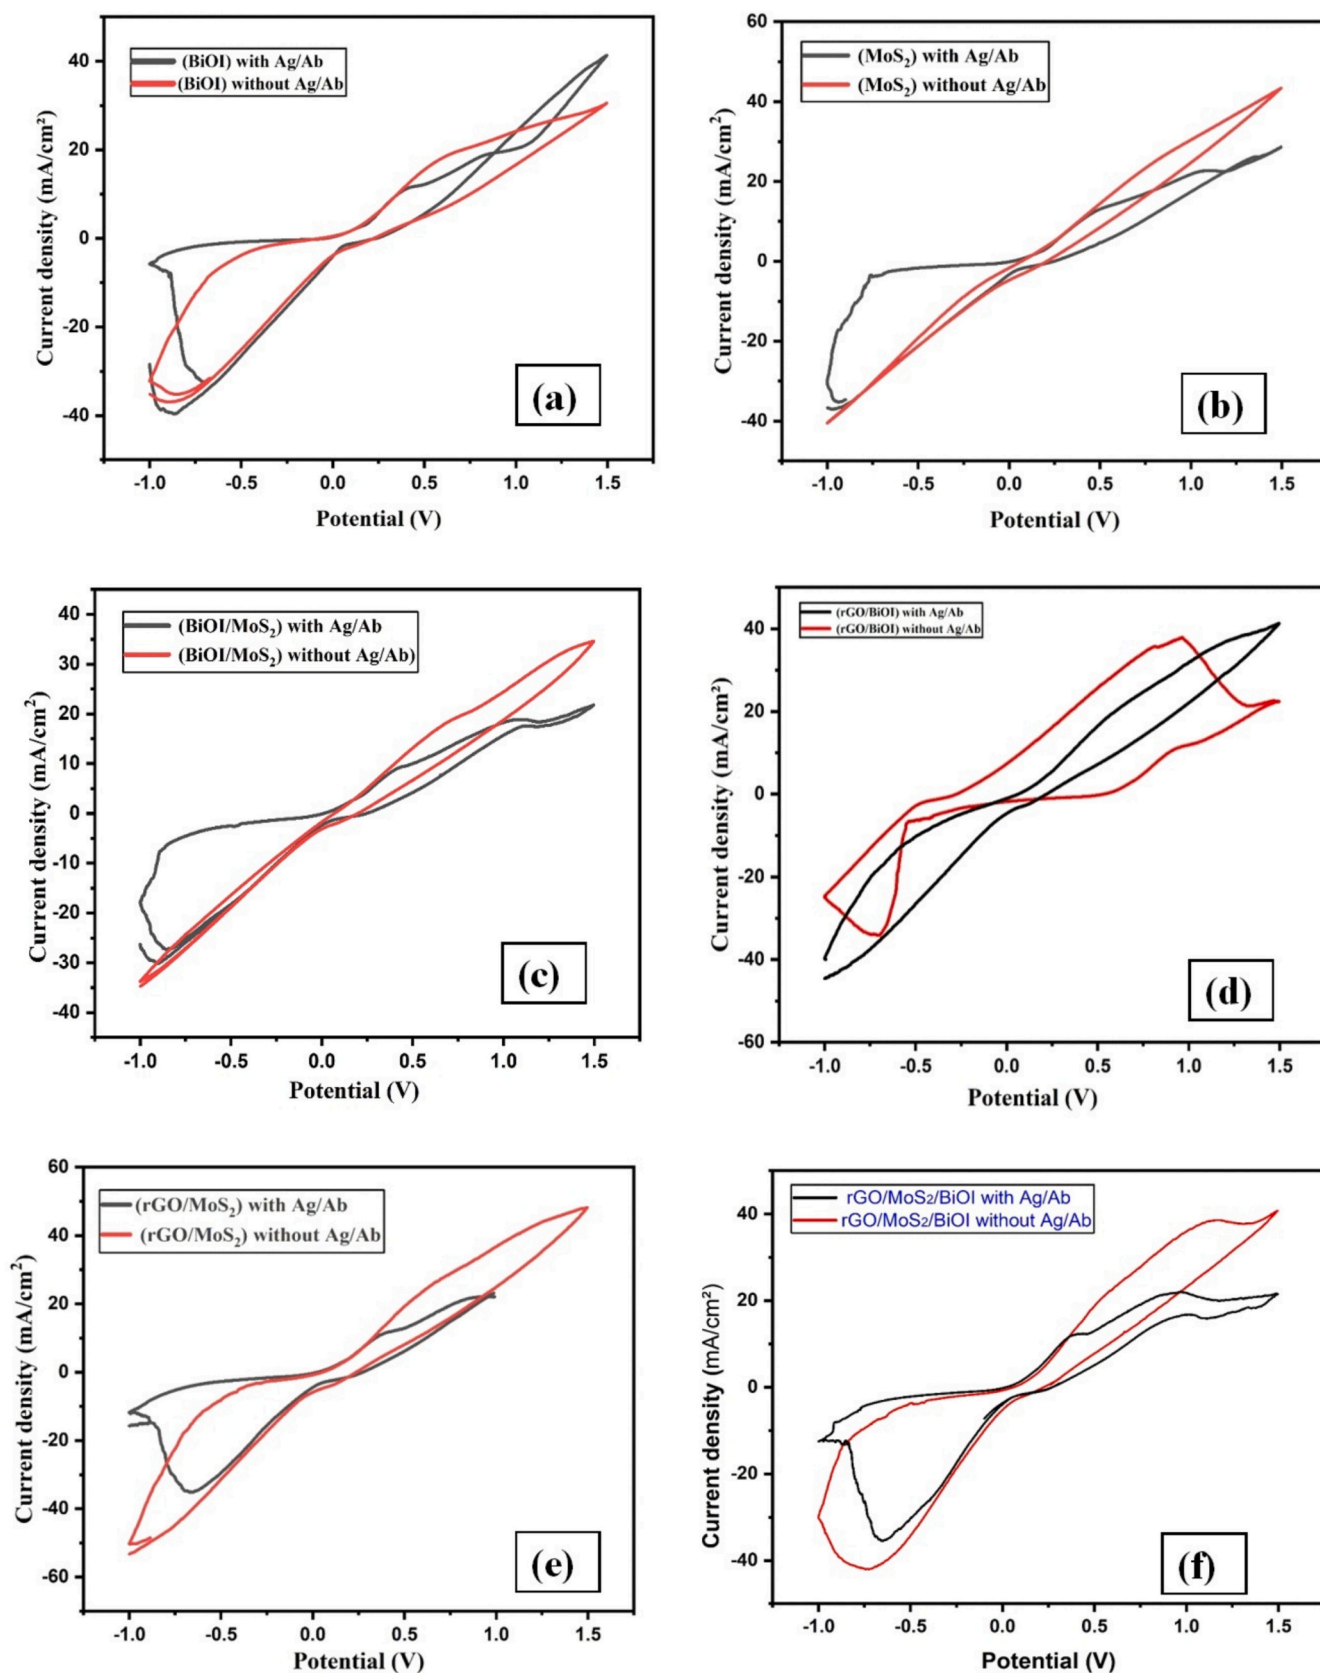 (BiOI) with Ag/Ab
(BiOI) without Ag/Ab
Current density (mA/cm²)
40
20
0
-20
-40
-1.0 -0.5 0.0 0.5 1.0 1.5
Potential (V)
(a)
(MoS₂) with Ag/Ab
(MoS₂) without Ag/Ab
Current density (mA/cm²)
60
40
20
0
-20
-40
-1.0 -0.5 0.0 0.5 1.0 1.5
Potential (V)
(b)
(BiOI/MoS₂) with Ag/Ab
(BiOI/MoS₂) without Ag/Ab)
Current density (mA/cm²)
40
30
20
10
0
-10
-20
-30
-40
-1.0 -0.5 0.0 0.5 1.0 1.5
Potential (V)
(c)
(rGO/BiOI) with Ag/Ab
(rGO/BiOI) without Ag/Ab
Current density (mA/cm²)
40
20
0
-20
-40
-60
-1.0 -0.5 0.0 0.5 1.0 1.5
Potential (V)
(d)
(rGO/MoS₂) with Ag/Ab
(rGO/MoS₂) without Ag/Ab
Current density (mA/cm²)
60
40
20
0
-20
-40
-60
-1.0 -0.5 0.0 0.5 1.0 1.5
Potential (V)
(e)
rGO/MoS₂/BiOI with Ag/Ab
rGO/MoS₂/BiOI without Ag/Ab
Current density (mA/cm²)
40
20
0
-20
-40
-1.0 -0.5 0.0 0.5 1.0 1.5
Potential (V)
(f)